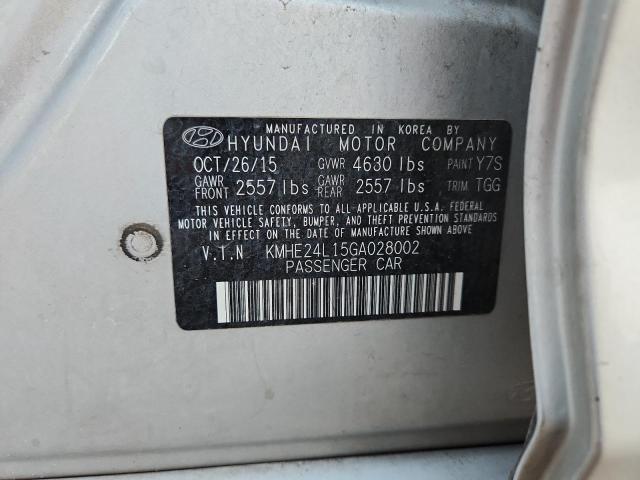 MANUFACTURED IN KOREA BY
HYUNDAI MOTOR COMPANY
OCT/26/15 GVWR 4630 lbs PAINT Y7S
GAWR FRONT 2557 lbs GAWR REAR 2557 lbs TRIM TGG
THIS VEHICLE CONFORMS TO ALL APPLICABLE U.S.A. FEDERAL
MOTOR VEHICLE SAFETY, BUMPER, AND THEFT PREVENTION STANDARDS
IN EFFECT ON THE DATE OF MANUFACTURE SHOWN ABOVE.
V.I.N KMHE24L15GA028002
PASSENGER CAR